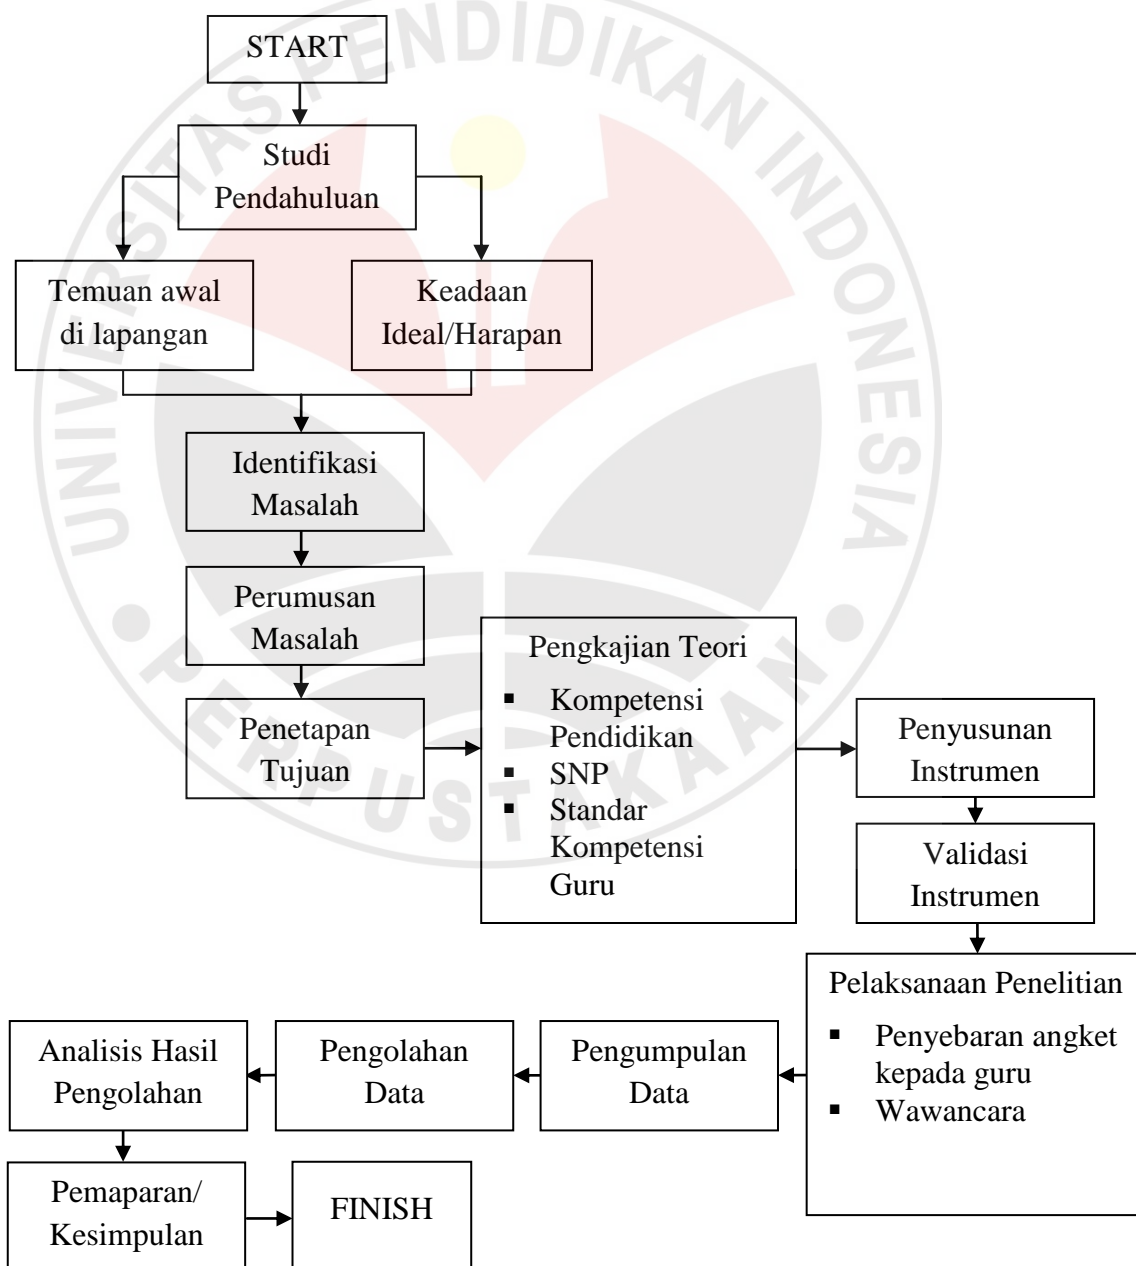 START
Studi
Pendahuluan
Temuan awal
di lapangan
Keadaan
Ideal/Harapan
Identifikasi
Masalah
Perumusan
Masalah
Penetapan
Tujuan
Pengkajian Teori
▪ Kompetensi
Pendidikan
▪ SNP
▪ Standar
Kompetensi
Guru
Penyusunan
Instrumen
Validasi
Instrumen
Pelaksanaan Penelitian
▪ Penyebaran angket
kepada guru
▪ Wawancara
Pengumpulan
Data
Pengolahan
Data
Analisis Hasil
Pengolahan
Pemaparan/
Kesimpulan
FINISH
UNIVERSITAS PENDIDIKAN INDONESIA
PERPUSTAKAAN